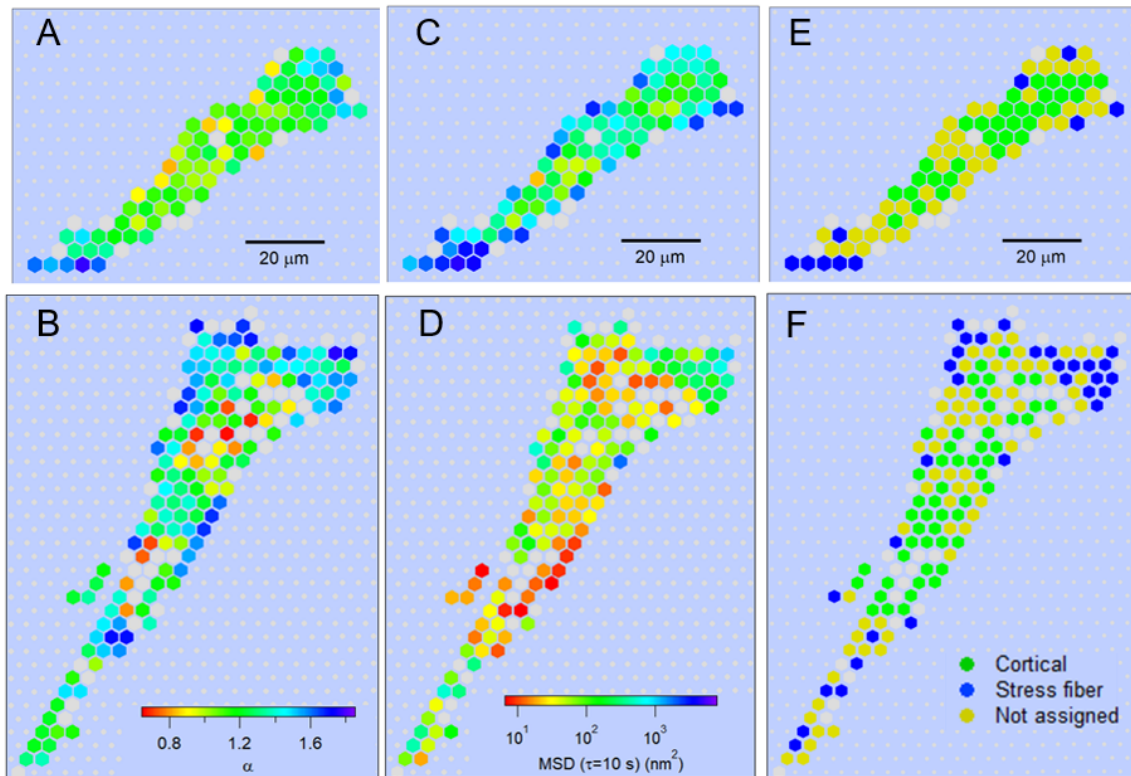 A
C
E
20 μm
20 μm
20 μm
B
D
F
0.8
1.2
1.6
α
10¹
10²
10³
MSD (τ=10 s) (nm²)
Cortical
Stress fiber
Not assigned